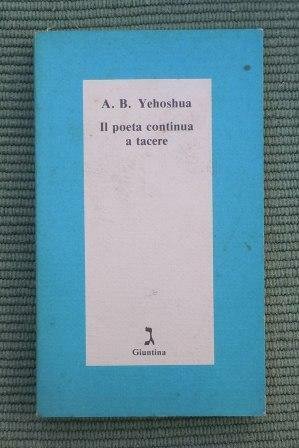 A. B. Yehoshua
Il poeta continua
a tacere
ג
Giuntina